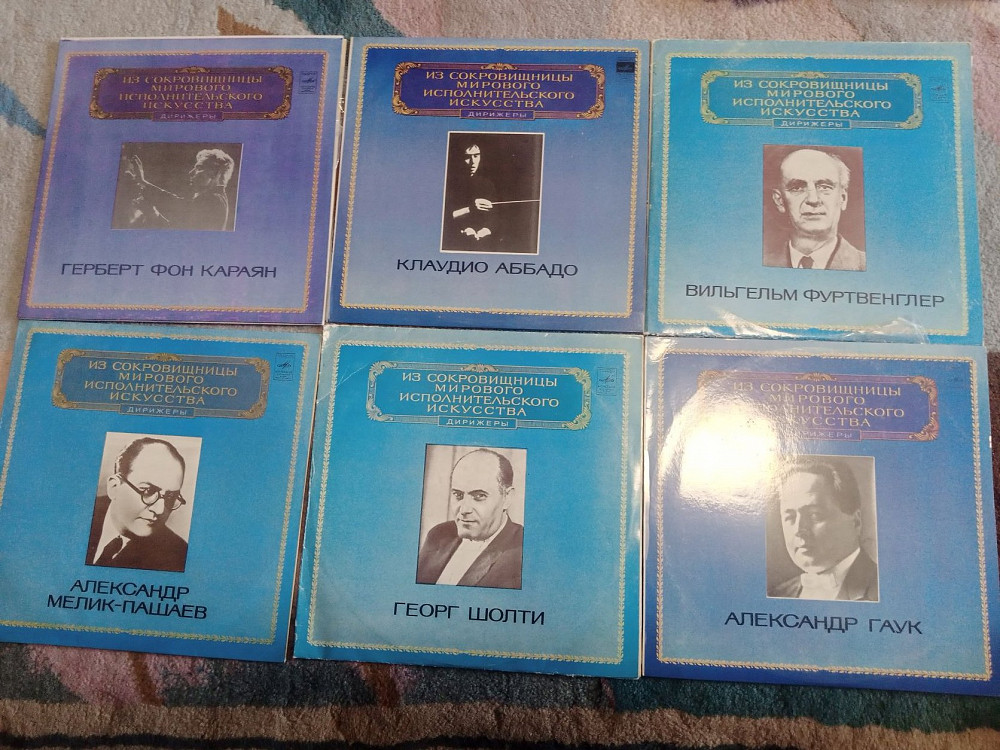 ИЗ СОКРОВИЩНИЦЫ
МИРОВОГО
ИСПОЛНИТЕЛЬСКОГО
ИСКУССТВА
ДИРИЖЕРЫ
ГЕРБЕРТ ФОН КАРАЯН
ИЗ СОКРОВИЩНИЦЫ
МИРОВОГО
ИСПОЛНИТЕЛЬСКОГО
ИСКУССТВА
ДИРИЖЕРЫ
КЛАУДИО АББАДО
ИЗ СОКРОВИЩНИЦЫ
МИРОВОГО
ИСПОЛНИТЕЛЬСКОГО
ИСКУССТВА
ДИРИЖЕРЫ
ВИЛЬГЕЛЬМ ФУРТВЕНГЛЕР
ИЗ СОКРОВИЩНИЦЫ
МИРОВОГО
ИСПОЛНИТЕЛЬСКОГО
ИСКУССТВА
ДИРИЖЕРЫ
АЛЕКСАНДР
МЕЛИК-ПАШАЕВ
ИЗ СОКРОВИЩНИЦЫ
МИРОВОГО
ИСПОЛНИТЕЛЬСКОГО
ИСКУССТВА
ДИРИЖЕРЫ
ГЕОРГ ШОЛТИ
ИЗ СОКРОВИЩНИЦЫ
МИРОВОГО
ИСПОЛНИТЕЛЬСКОГО
ИСКУССТВА
ДИРИЖЕРЫ
АЛЕКСАНДР ГАУК